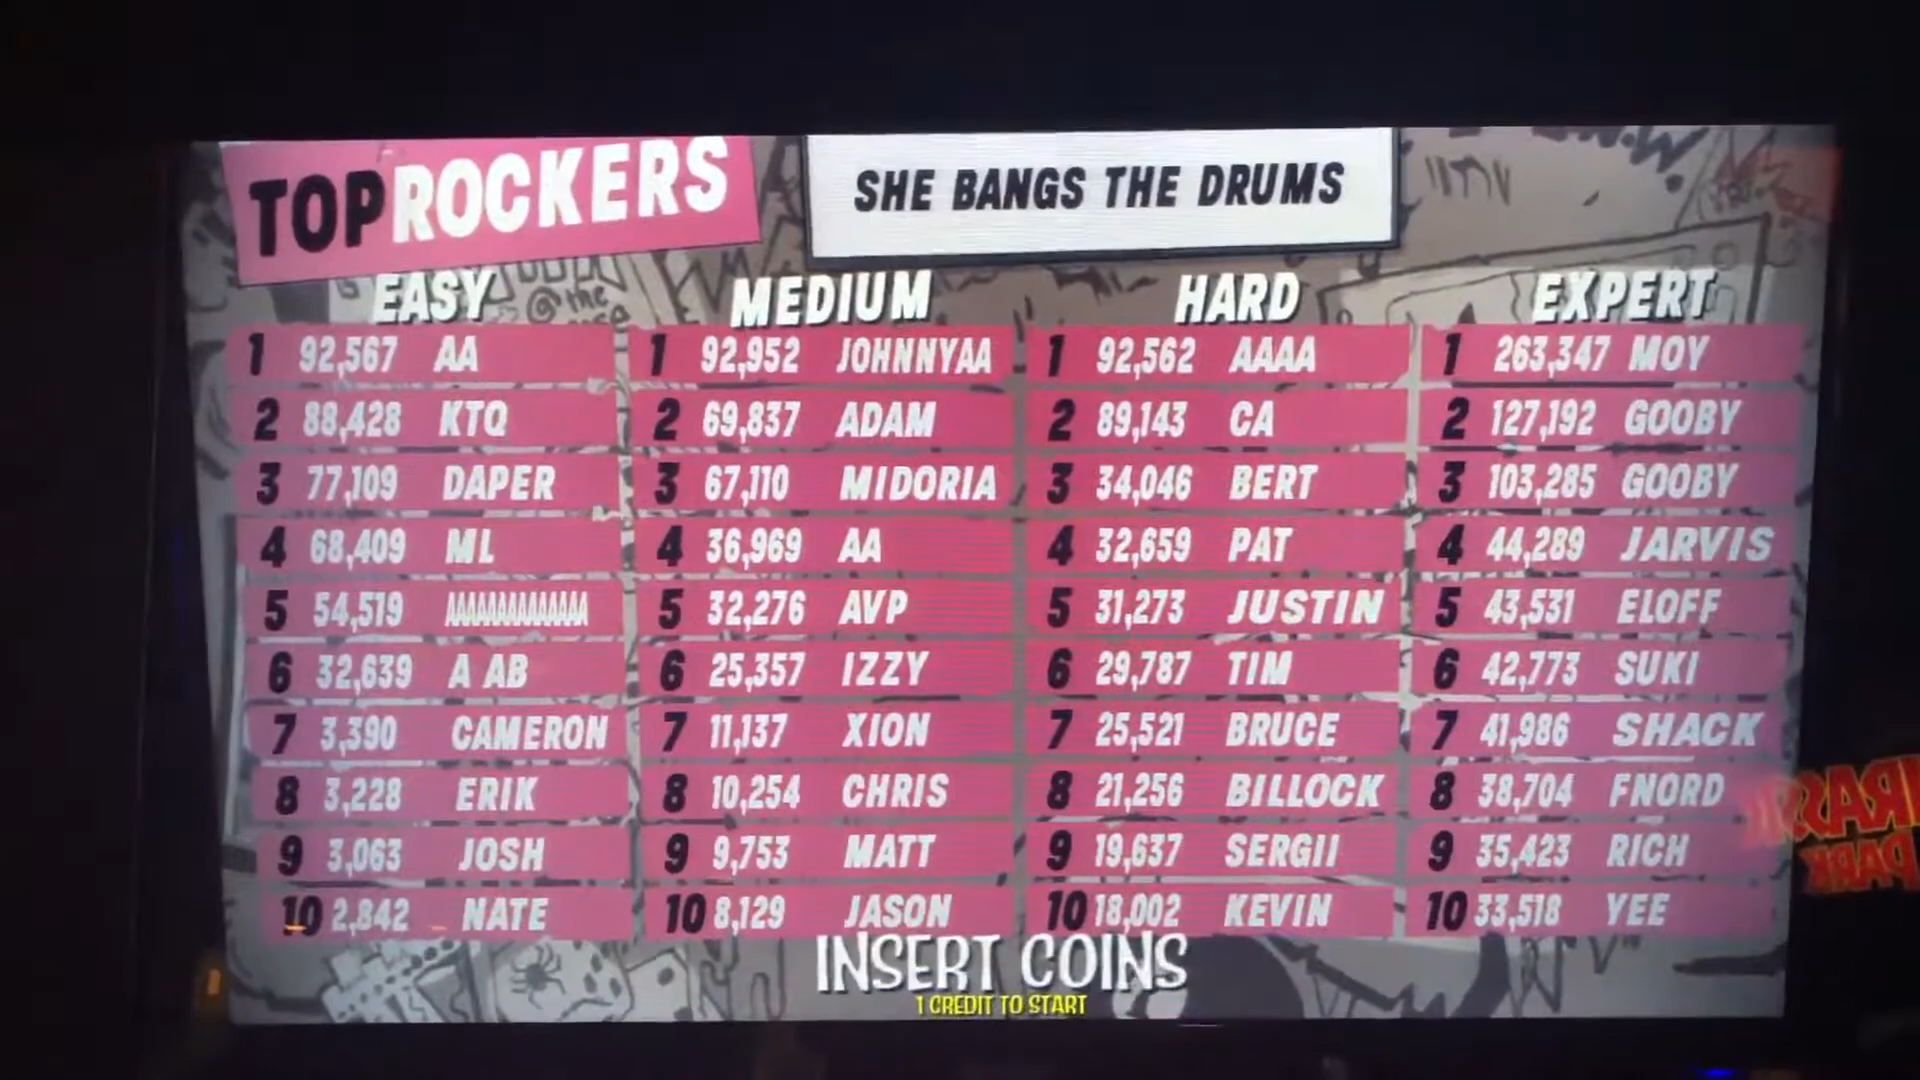 TOP ROCKERS
SHE BANGS THE DRUMS
EASY MEDIUM HARD EXPERT
1 92,567 AA 1 92,952 JOHNNYAA 1 92,562 AAAA 1 263,347 MOY
2 88,428 KTQ 2 69,837 ADAM 2 89,143 CA 2 127,192 GOOBY
3 77,109 DAPER 3 67,110 MIDORIA 3 34,046 BERT 3 103,285 GOOBY
4 68,409 ML 4 36,969 AA 4 32,659 PAT 4 44,289 JARVIS
5 54,519 5 32,276 AVP 5 31,273 JUSTIN 5 43,531 ELOFF
6 32,639 A AB 6 25,357 IZZY 6 29,787 TIM 6 42,773 SUKI
7 3,390 CAMERON 7 11,137 XION 7 25,521 BRUCE 7 41,986 SHACK
8 3,228 ERIK 8 10,254 CHRIS 8 21,256 BILLOCK 8 38,704 FNORD
9 3,063 JOSH 9 9,753 MATT 9 19,637 SERGII 9 35,423 RICH
10 2,842 NATE 10 8,129 JASON 10 18,002 KEVIN 10 33,518 YEE
INSERT COINS
1 CREDIT TO START
@ the
PARK